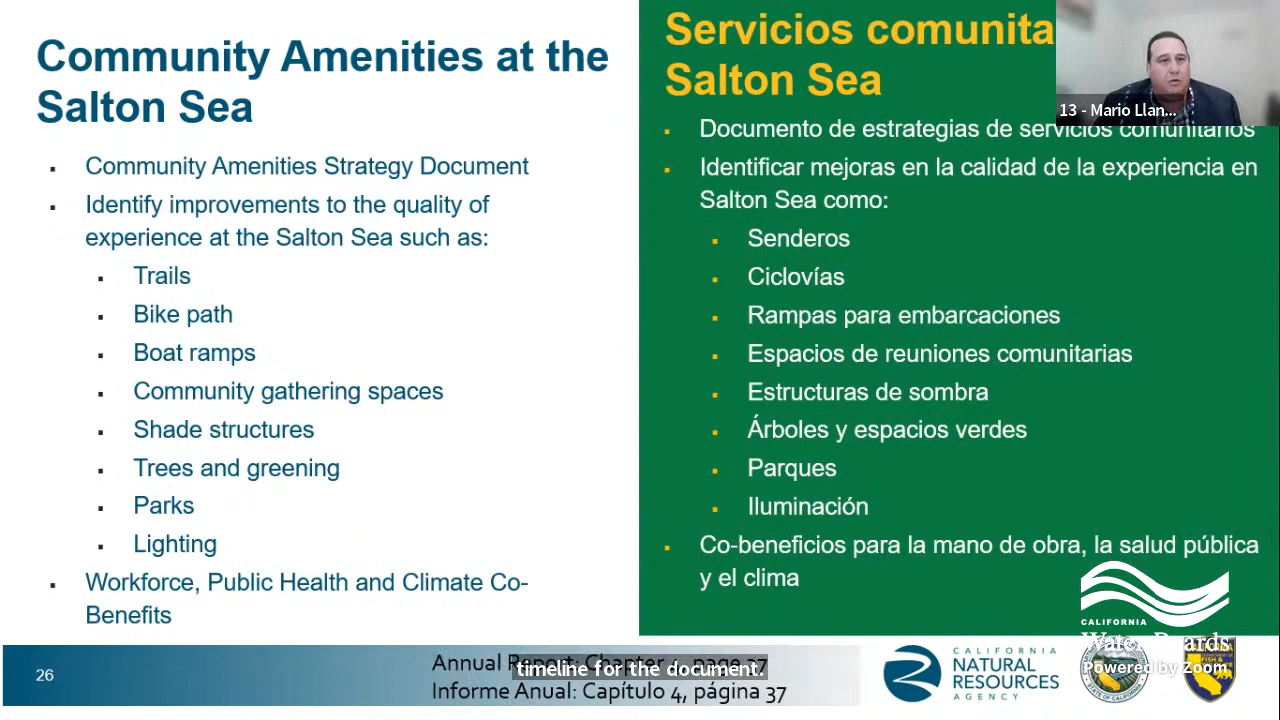 Community Amenities at the
Salton Sea
Community Amenities Strategy Document
Identify improvements to the quality of
experience at the Salton Sea such as:
Trails
Bike path
Boat ramps
Community gathering spaces
Shade structures
Trees and greening
Parks
Lighting
Workforce, Public Health and Climate Co-
Benefits
Servicios comunita
Salton Sea
Documento de estrategias de servicios comunitarios
Identificar mejoras en la calidad de la experiencia en
Salton Sea como:
Senderos
Ciclovías
Rampas para embarcaciones
Espacios de reuniones comunitarias
Estructuras de sombra
Árboles y espacios verdes
Parques
Iluminación
Co-beneficios para la mano de obra, la salud pública
y el clima
13 - Mario Llan...
26
Annual
timeline for the document.
Informe Anual: Capítulo 4, página 37
CALIFORNIA
NATURAL
RESOURCES
AGENCY
CALIFORNIA
Water Boards
Powered by Zoom